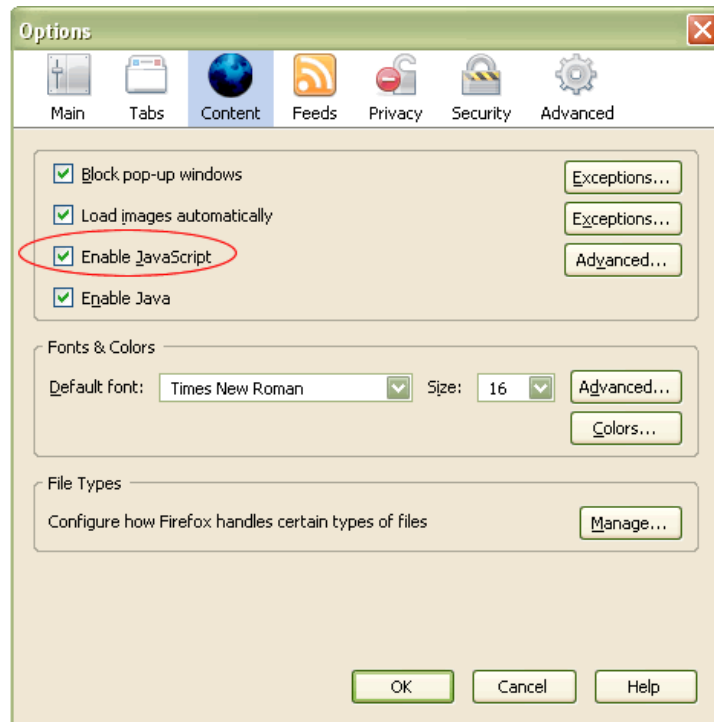 Options
Main Tabs Content Feeds Privacy Security Advanced
Block pop-up windows Exceptions...
Load images automatically Exceptions...
Enable JavaScript Advanced...
Enable Java
Fonts & Colors
Default font: Times New Roman Size: 16 Advanced...
Colors...
File Types
Configure how Firefox handles certain types of files Manage...
OK Cancel Help